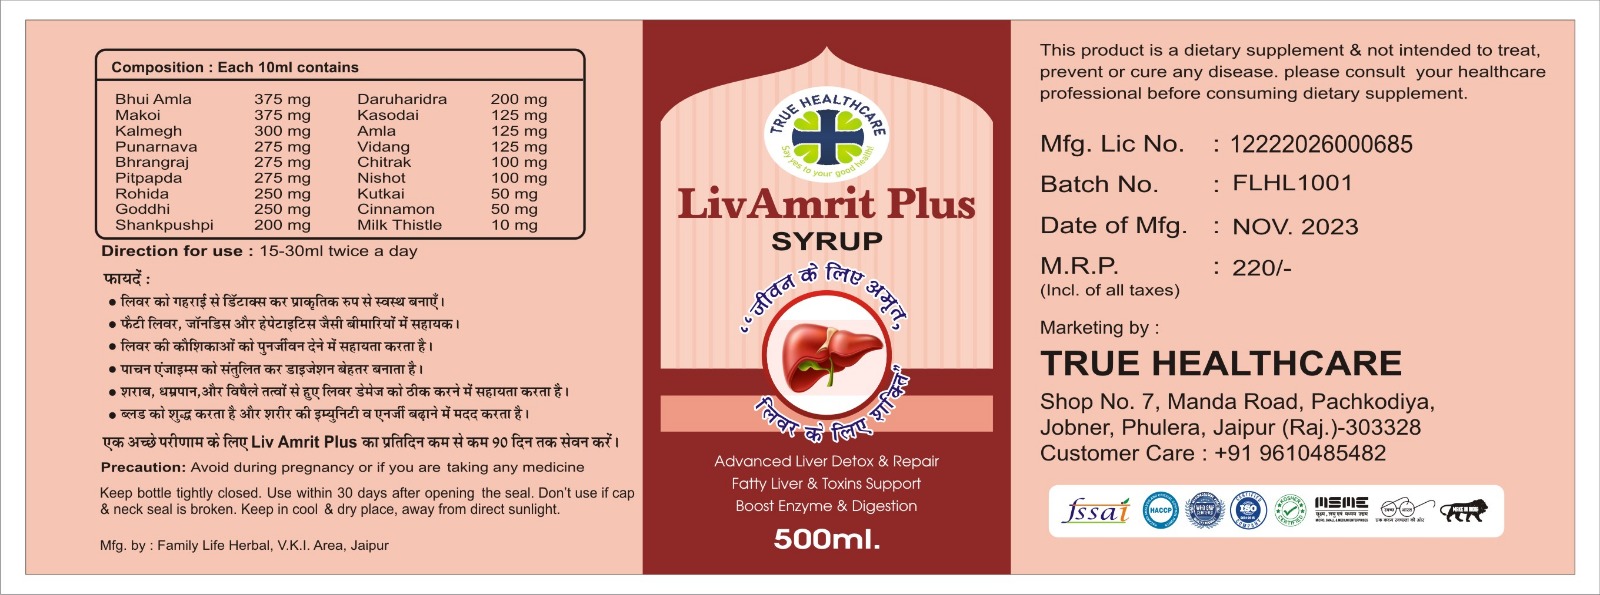 Composition : Each 10ml contains
Bhui Amla 375 mg Daruharidra 200 mg
Makoi 375 mg Kasodai 125 mg
Kalmegh 300 mg Amla 125 mg
Punarnava 275 mg Vidang 125 mg
Bhrangraj 275 mg Chitrak 100 mg
Pitpapda 275 mg Nishot 100 mg
Rohida 250 mg Kutkai 50 mg
Goddhi 250 mg Cinnamon 50 mg
Shankpushpi 200 mg Milk Thistle 10 mg
Direction for use : 15-30ml twice a day
फायदें :
• लिवर को गहराई से डिॅटाक्स कर प्राकृतिक रुप से स्वस्थ बनाएँ।
• फैटी लिवर, जॉनडिस और हेपेटाइटिस जैसी बीमारियों में सहायक।
• लिवर की कौशिकाओं को पुनर्जीवन देने में सहायता करता है।
• पाचन एंजाइम्स को संतुलित कर डाइजेशन बेहतर बनाता है।
• शराब, धम्रपान,और विषैले तत्वों से हुए लिवर डेमेज को ठीक करने में सहायता करता है।
• ब्लड को शुद्ध करता है और शरीर की इम्युनिटी व एनर्जी बढ़ाने में मदद करता है।
एक अच्छे परीणाम के लिए Liv Amrit Plus का प्रतिदिन कम से कम ९० दिन तक सेवन करें।
Precaution: Avoid during pregnancy or if you are taking any medicine
Keep bottle tightly closed. Use within 30 days after opening the seal. Don't use if cap
& neck seal is broken. Keep in cool & dry place, away from direct sunlight.
Mfg. by : Family Life Herbal, V.K.I. Area, Jaipur
TRUE HEALTHCARE
Say yes to your good health!
LivAmrit Plus
SYRUP
“जीवन के लिए अमृत,
लिवर के लिए शक्ति”
Advanced Liver Detox & Repair
Fatty Liver & Toxins Support
Boost Enzyme & Digestion
500ml.
This product is a dietary supplement & not intended to treat,
prevent or cure any disease. please consult your healthcare
professional before consuming dietary supplement.
Mfg. Lic No. : 12222026000685
Batch No. : FLHL1001
Date of Mfg. : NOV. 2023
M.R.P. : 220/-
(Incl. of all taxes)
Marketing by :
TRUE HEALTHCARE
Shop No. 7, Manda Road, Pachkodiya,
Jobner, Phulera, Jaipur (Raj.)-303328
Customer Care : +91 9610485482
fssai
HACCP
ISO
MSME
MAKE IN INDIA